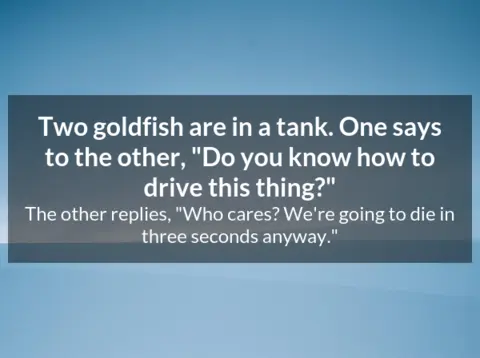 Two goldfish are in a tank. One says
to the other, "Do you know how to
drive this thing?"
The other replies, "Who cares? We're going to die in
three seconds anyway."